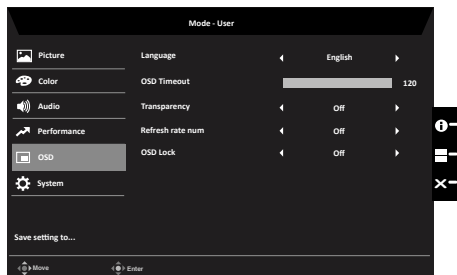 Mode - User
Picture
Language English
Color
OSD Timeout 120
Audio
Transparency Off
Performance
Refresh rate num Off
OSD
OSD Lock Off
System
Save setting to...
Move Enter